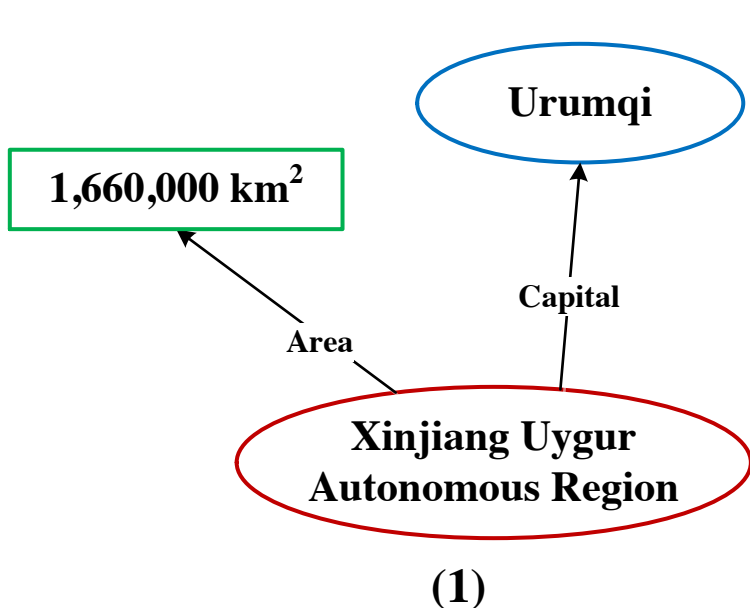 Urumqi
1,660,000 km²
Capital
Area
Xinjiang Uygur
Autonomous Region
(1)